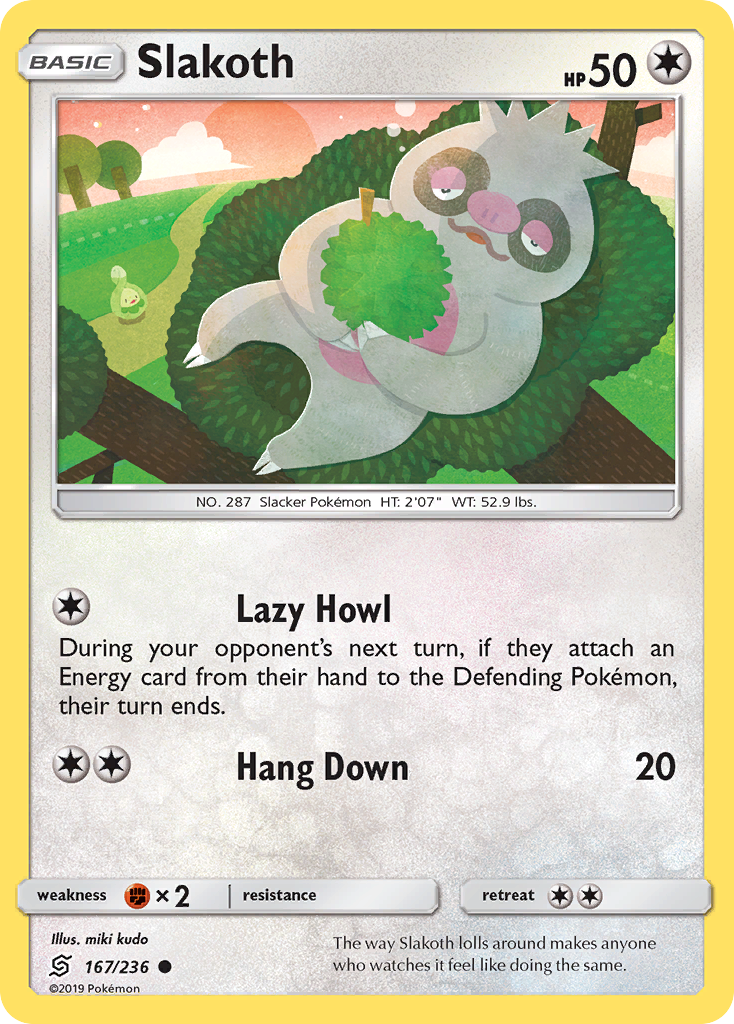 BASIC Slakoth HP 50
NO. 287 Slacker Pokémon HT: 2'07" WT: 52.9 lbs.
Lazy Howl
During your opponent's next turn, if they attach an
Energy card from their hand to the Defending Pokémon,
their turn ends.
Hang Down 20
weakness ×2 resistance retreat
Illus. miki kudo
167/236
©2019 Pokémon
The way Slakoth lolls around makes anyone
who watches it feel like doing the same.